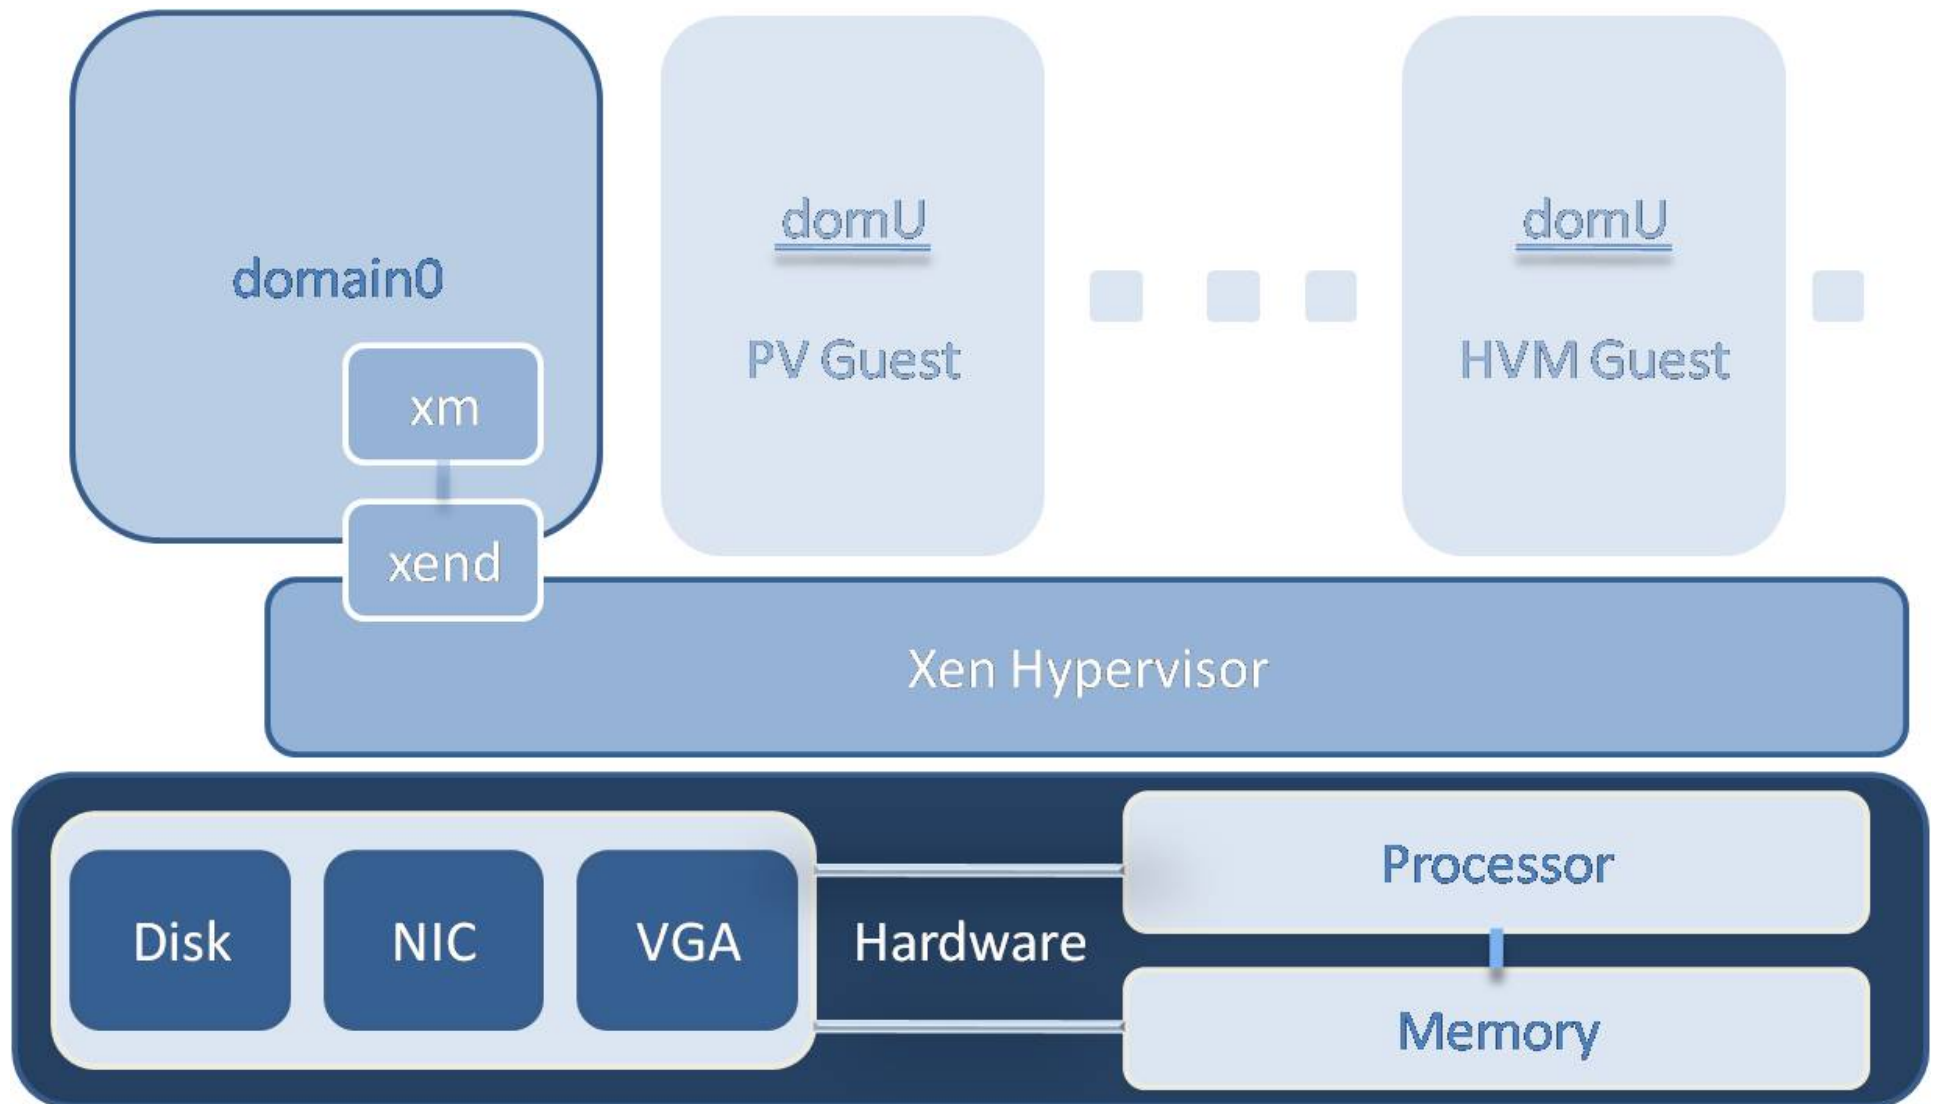 domain0
xm
xend
domU
PV Guest
domU
HVM Guest
Xen Hypervisor
Disk
NIC
VGA
Hardware
Processor
Memory